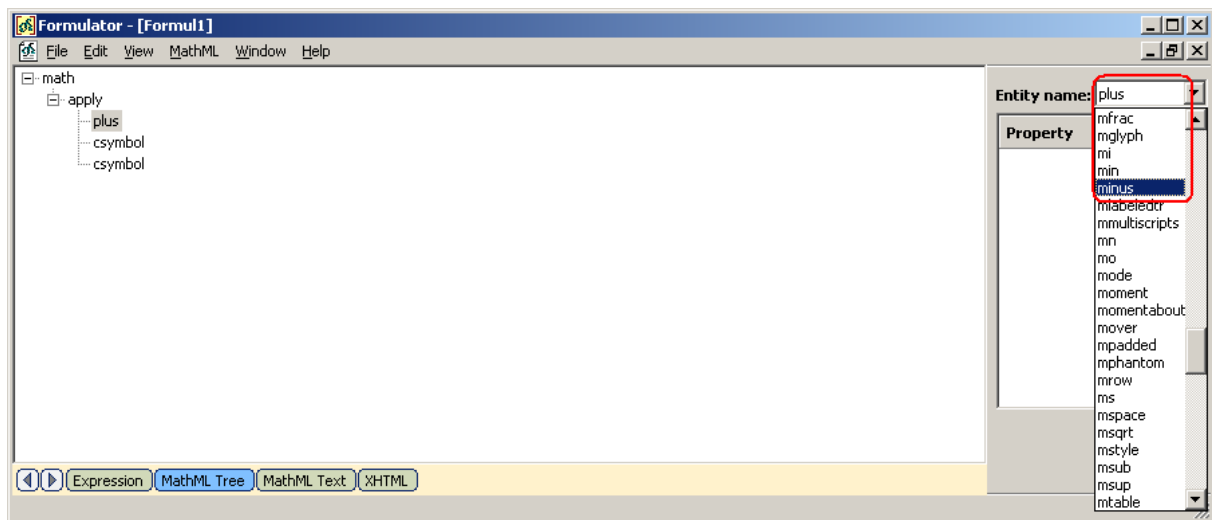 Formulator - [Formul1]
File Edit View MathML Window Help
math
apply
plus
csymbol
csymbol
Entity name: plus
Property
mfrac
mglyph
mi
min
minus
mlabeledtr
mmultiscripts
mn
mo
mode
moment
momentabout
mover
mpadded
mphantom
mrow
ms
mspace
msqrt
mstyle
msub
msup
mtable
Expression MathML Tree MathML Text XHTML